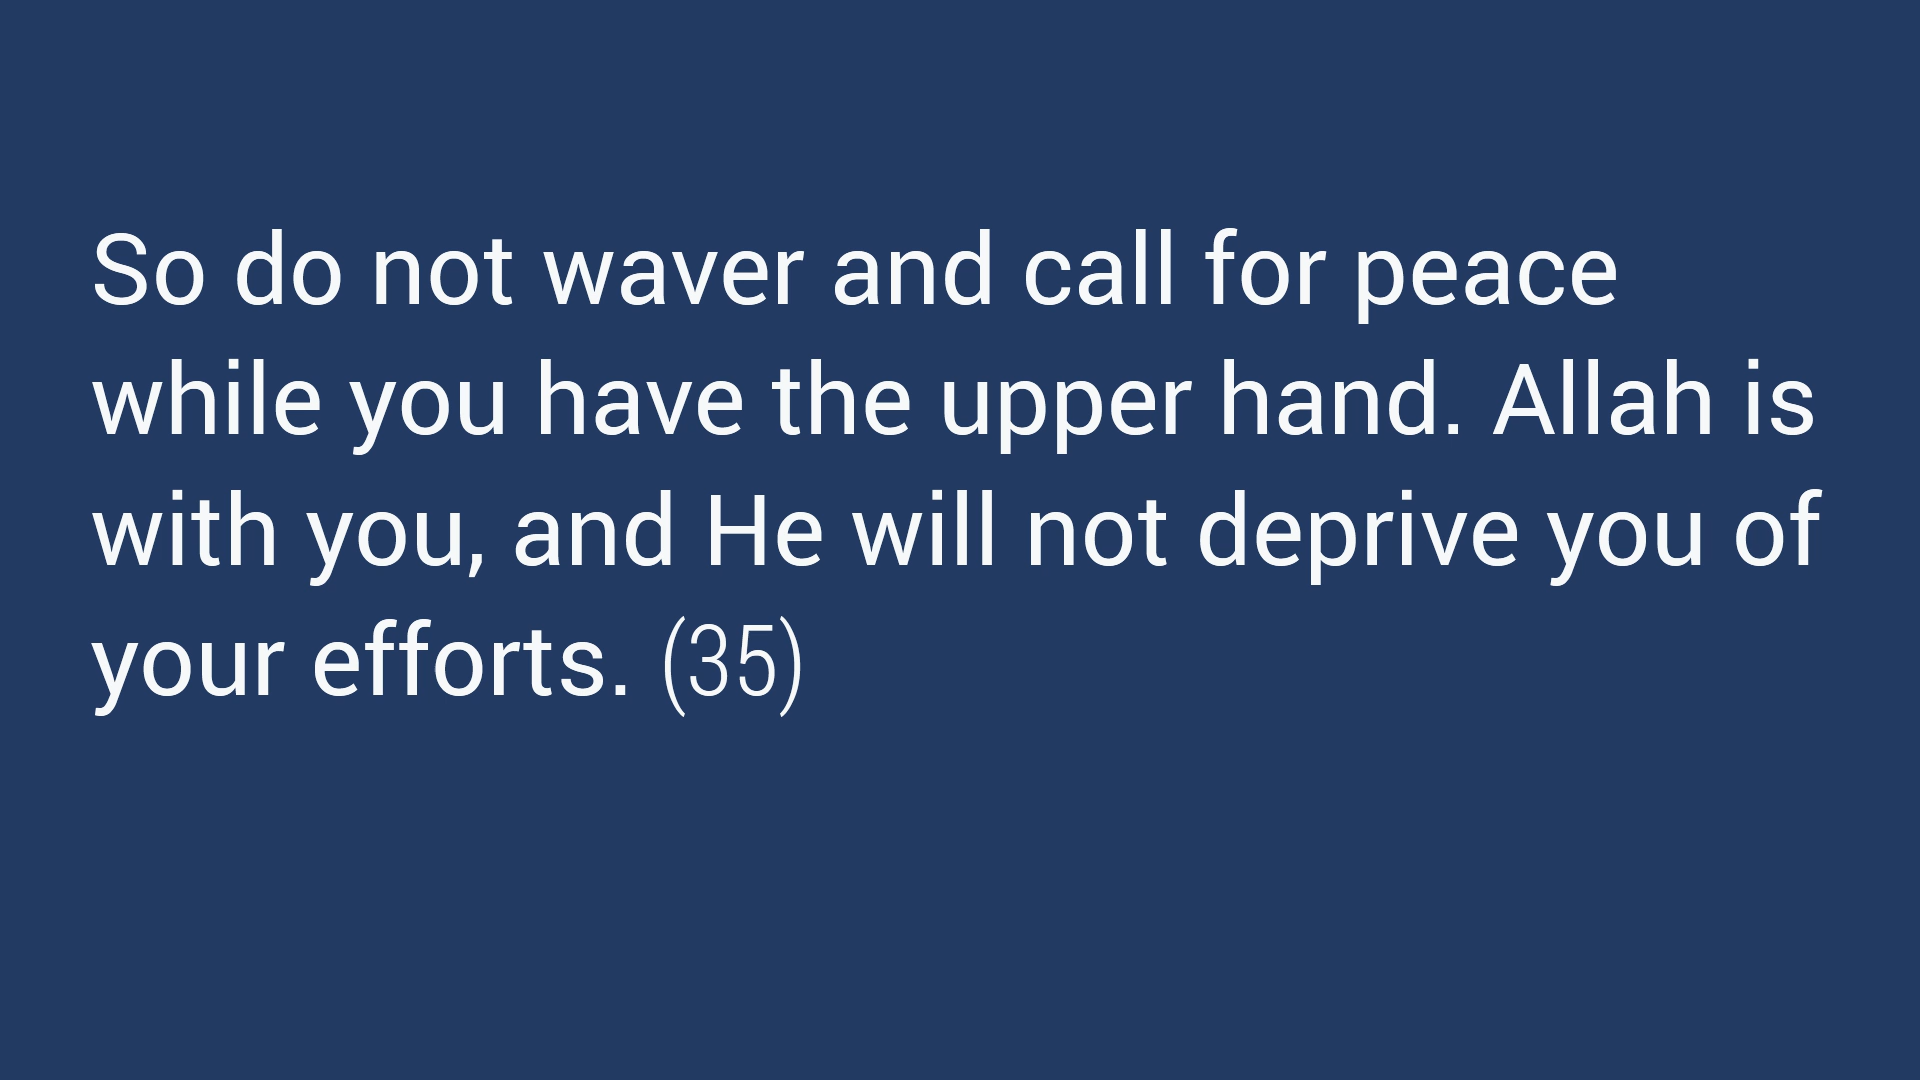 So do not waver and call for peace
while you have the upper hand. Allah is
with you, and He will not deprive you of
your efforts. (35)